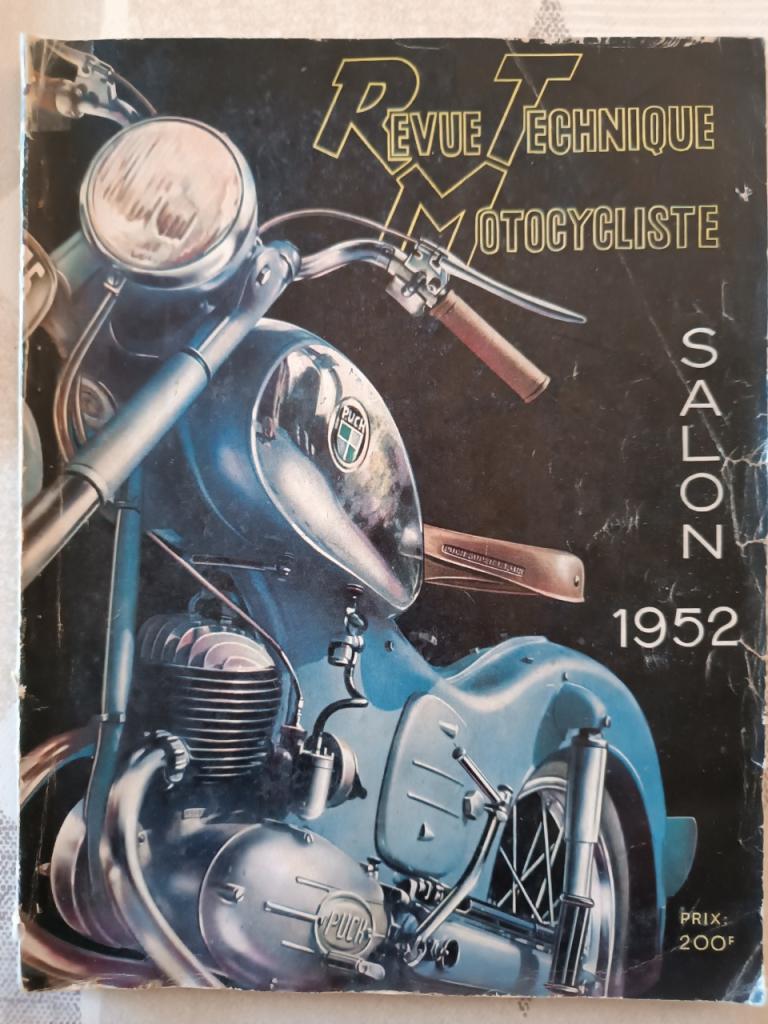 REVUE TECHNIQUE
MOTOCYCLISTE
SALON
1952
PUCH
PUCH
PRIX:
200F